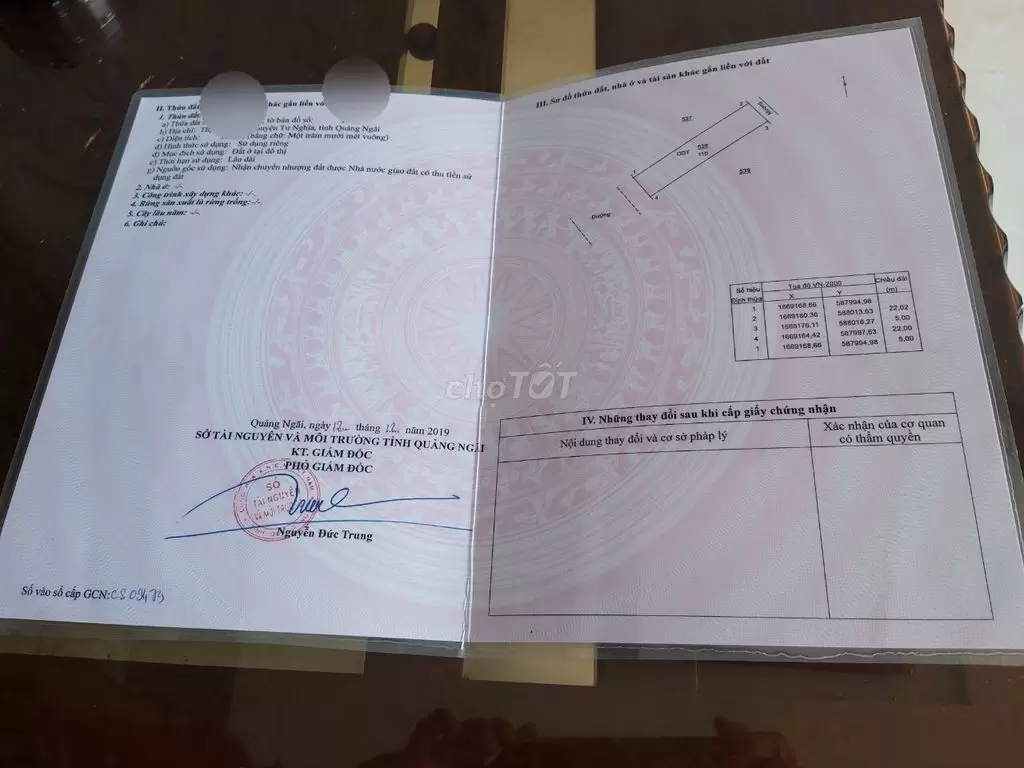 II. Thửa đất khác gắn liền với
1. Thửa đất
a) Thửa đất tờ bản đồ số:
b) Địa chỉ: huyện Tư Nghĩa, tỉnh Quảng Ngãi
c) Diện tích: (bằng chữ: Một trăm mười mét vuông)
d) Hình thức sử dụng: Sử dụng riêng
đ) Mục đích sử dụng: Đất ở tại đô thị
e) Thời hạn sử dụng: Lâu dài
g) Nguồn gốc sử dụng: Nhận chuyển nhượng đất được Nhà nước giao đất có thu tiền sử
dụng đất
2. Nhà ở: -/-
3. Công trình xây dựng khác: -/-
4. Rừng sản xuất là rừng trồng: -/-
5. Cây lâu năm: -/-
6. Ghi chú:
Quảng Ngãi, ngày 12 tháng 12 năm 2019
SỞ TÀI NGUYÊN VÀ MÔI TRƯỜNG TỈNH QUẢNG NGÃI
KT. GIÁM ĐỐC
PHÓ GIÁM ĐỐC
SỞ
TÀI NGUYÊN
VÀ MÔI TRƯỜNG
Nguyễn Đức Trung
Số vào sổ cấp GCN: CS 09479
III. Sơ đồ thửa đất, nhà ở và tài sản khác gắn liền với đất
2
Mương
3
537
538
ODT
110
539
1
4
Đường
Số hiệu Đỉnh thửa Tọa độ VN-2000 Chiều dài (m)
X Y
1 1669168,66 587994,98
22,02
2 1669180,36 588013,63
5,00
3 1669176,11 588016,27
22,00
4 1669164,42 587997,63
5,00
1 1669168,66 587994,98
chợTỐT
IV. Những thay đổi sau khi cấp giấy chứng nhận
Nội dung thay đổi và cơ sở pháp lý
Xác nhận của cơ quan
có thẩm quyền